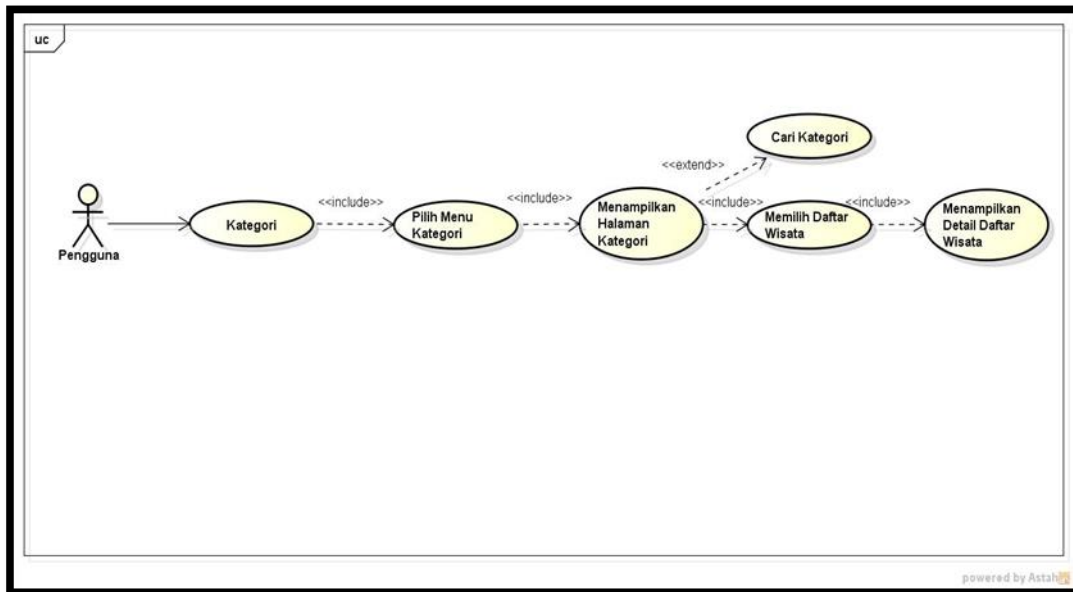 uc
Cari Kategori
<<extend>>
Pengguna
Kategori
<<include>>
Pilih Menu
Kategori
<<include>>
Menampilkan
Halaman
Kategori
<<include>>
Memilih Daftar
Wisata
<<include>>
Menampilkan
Detail Daftar
Wisata
powered by Astah